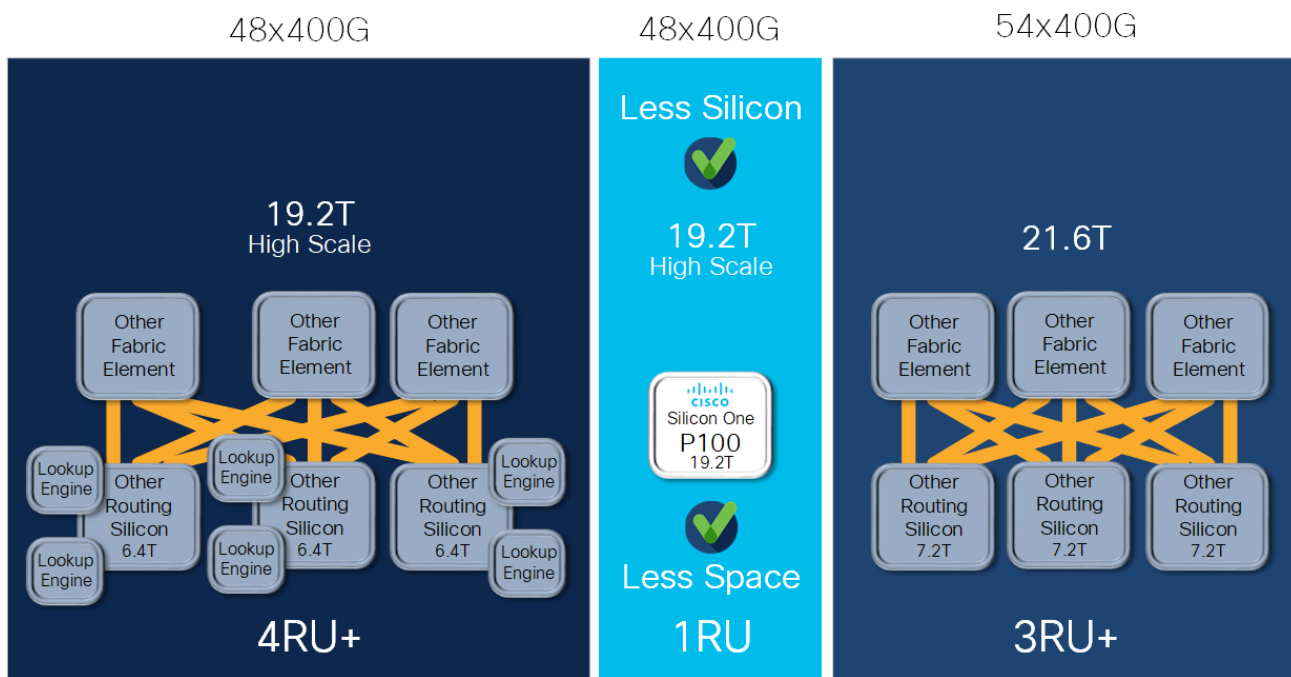 48x400G
48x400G
54x400G
19.2T
High Scale
Other
Fabric
Element
Other
Fabric
Element
Other
Fabric
Element
Lookup
Engine
Lookup
Engine
Other
Routing
Silicon
6.4T
Lookup
Engine
Lookup
Engine
Other
Routing
Silicon
6.4T
Other
Routing
Silicon
6.4T
Lookup
Engine
Lookup
Engine
4RU+
Less Silicon
19.2T
High Scale
CISCO
Silicon One
P100
19.2T
Less Space
1RU
21.6T
Other
Fabric
Element
Other
Fabric
Element
Other
Fabric
Element
Other
Routing
Silicon
7.2T
Other
Routing
Silicon
7.2T
Other
Routing
Silicon
7.2T
3RU+